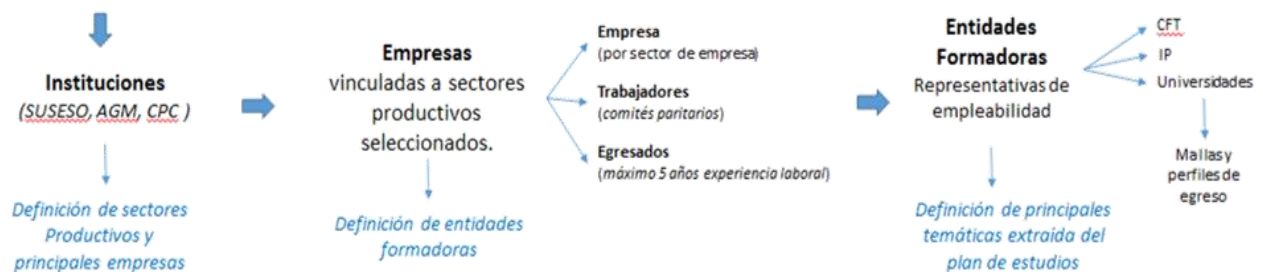 Instituciones
(SUSESO, AGM, CPC )
Definición de sectores
Productivos y
principales empresas
Empresas
vinculadas a sectores
productivos
seleccionados.
Definición de entidades
formadoras
Empresa
(por sector de empresa)
Trabajadores
(comités paritarios)
Egresados
(máximo 5 años experiencia laboral)
Entidades
Formadoras
Representativas de
empleabilidad
Definición de principales
temáticas extraída del
plan de estudios
CFT
IP
Universidades
Mallas y
perfiles de
egreso